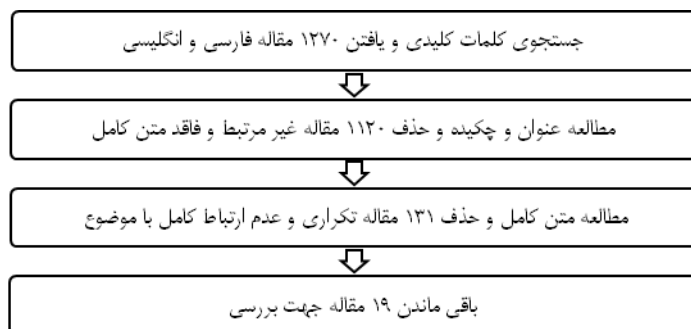 جستجوی کلمات کلیدی و یافتن ۱۲۷۰ مقاله فارسی و انگلیسی
مطالعه عنوان و چکیده و حذف ۱۱۲۰ مقاله غیر مرتبط و فاقد متن کامل
مطالعه متن کامل و حذف ۱۳۱ مقاله تکراری و عدم ارتباط کامل با موضوع
باقی ماندن ۱۹ مقاله جهت بررسی